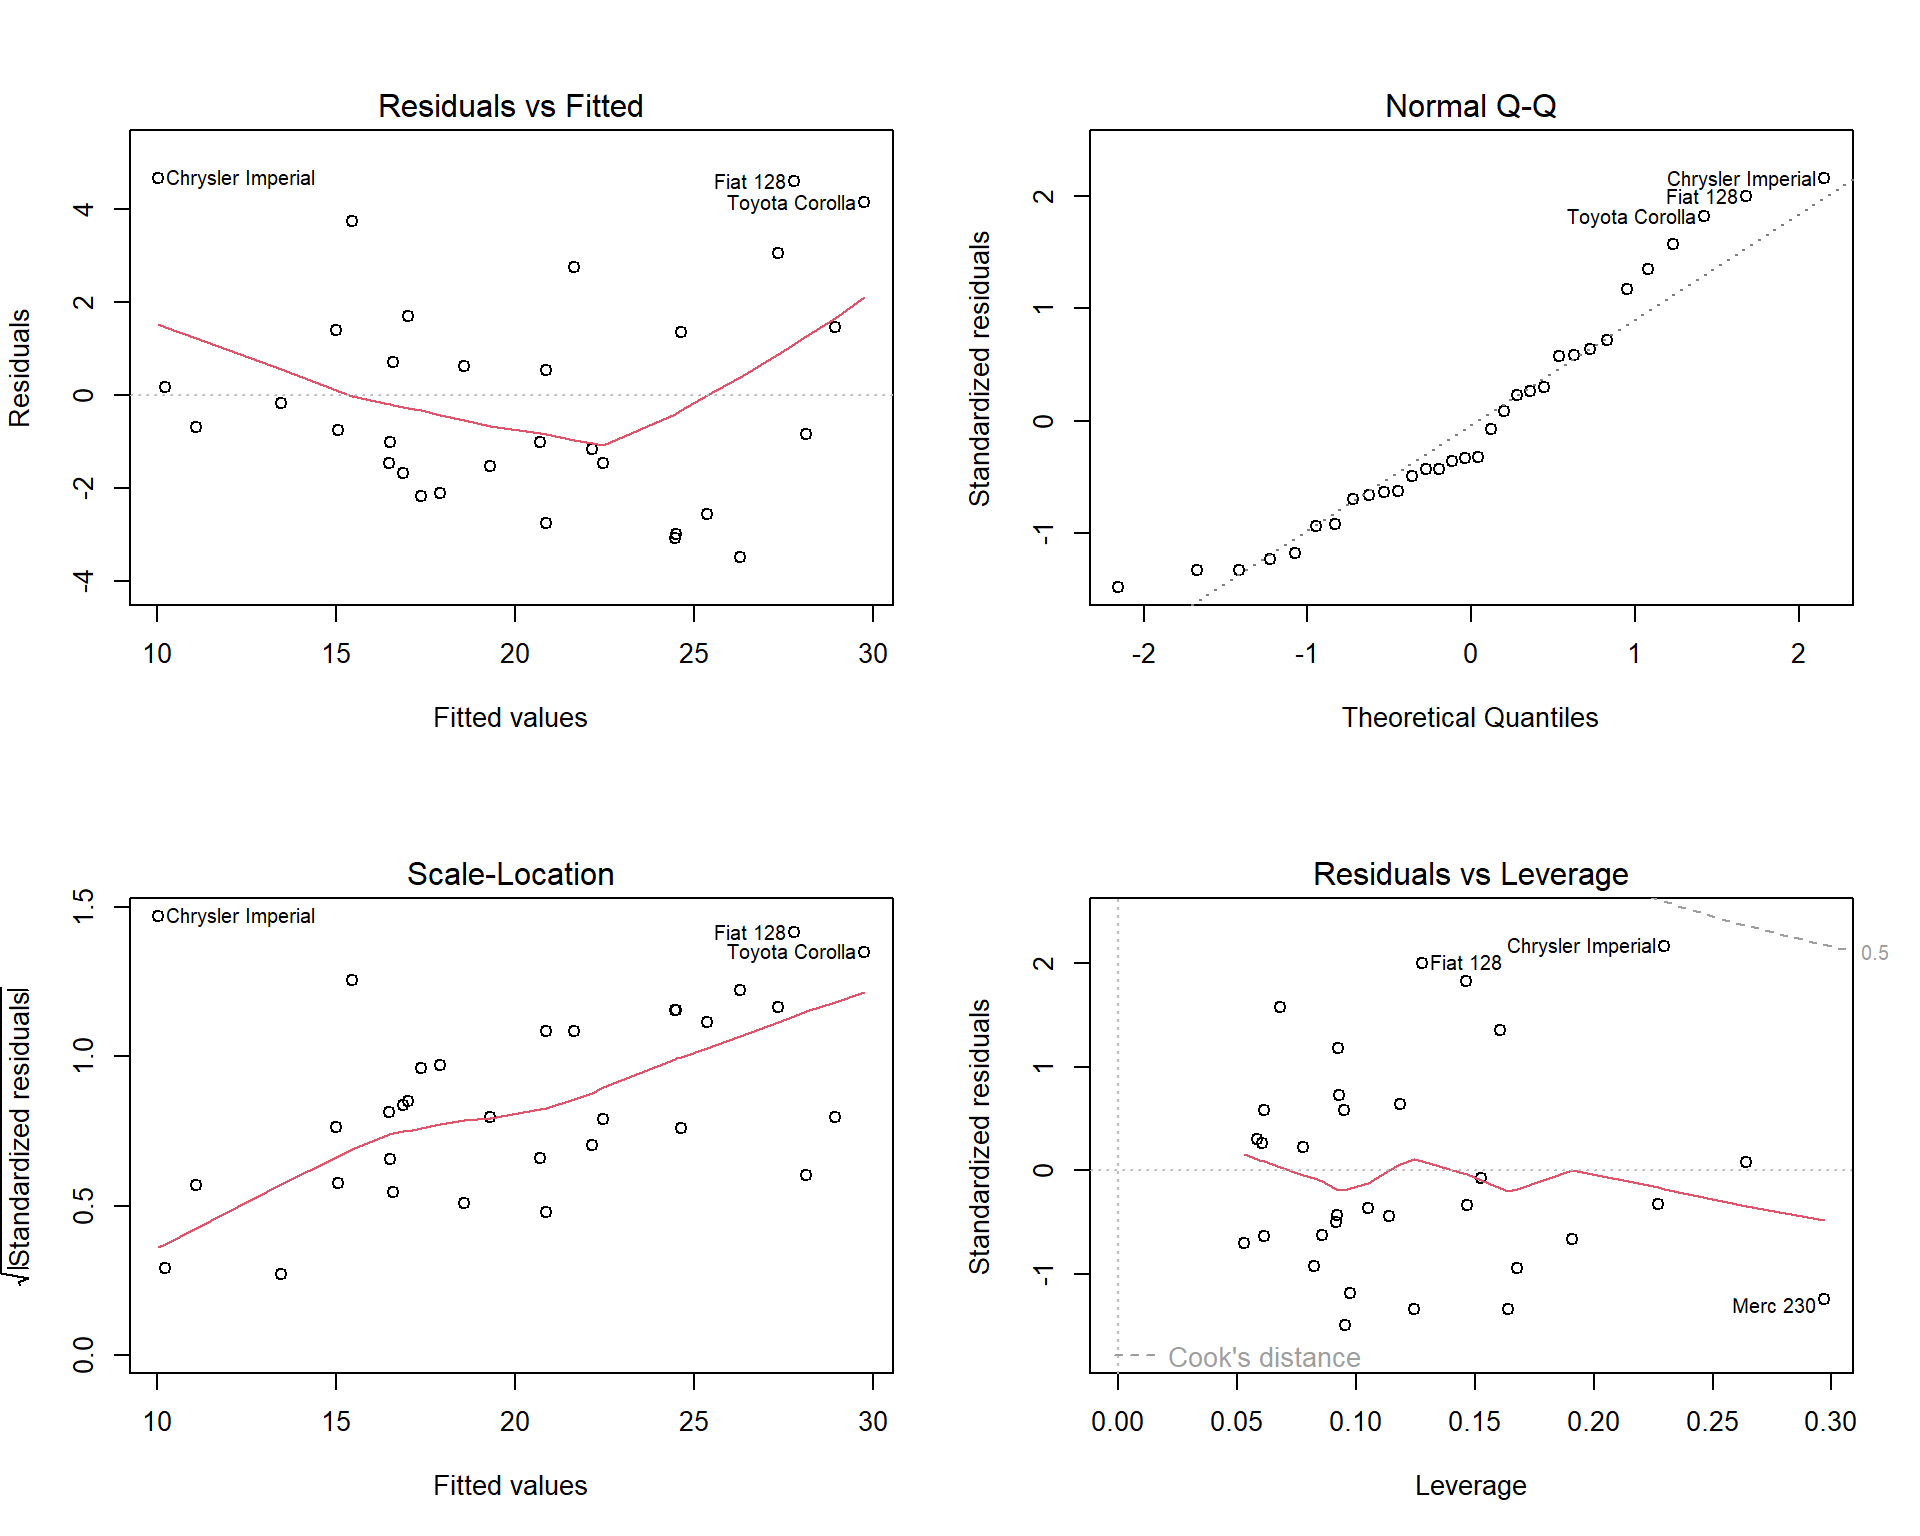 Residuals vs Fitted
Chrysler Imperial
Fiat 128
Toyota Corolla
Residuals
4
2
0
-2
-4
10 15 20 25 30
Fitted values
Normal Q-Q
Chrysler Imperial
Fiat 128
Toyota Corolla
Standardized residuals
2
1
0
-1
-2 -1 0 1 2
Theoretical Quantiles
Scale-Location
Chrysler Imperial
Fiat 128
Toyota Corolla
√|Standardized residuals|
1.5
1.0
0.5
0.0
10 15 20 25 30
Fitted values
Residuals vs Leverage
Chrysler Imperial
Fiat 128
0.5
Merc 230
Cook's distance
Standardized residuals
2
1
0
-1
0.00 0.05 0.10 0.15 0.20 0.25 0.30
Leverage